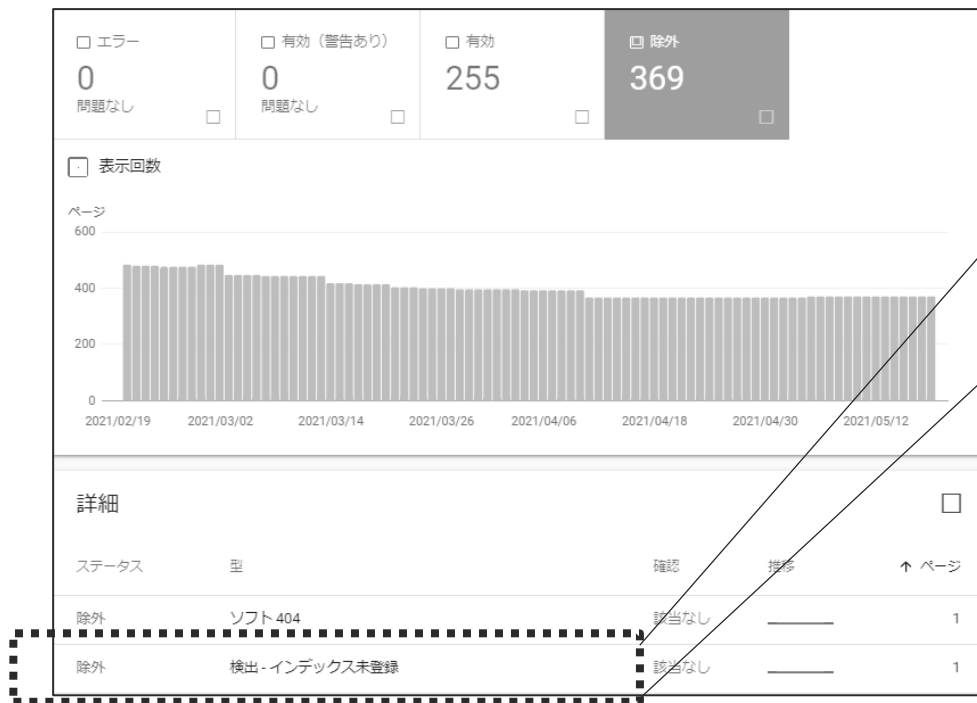 エラー 有効（警告あり） 有効 除外
0 0 255 369
問題なし 問題なし
表示回数
ページ
600
400
200
0
2021/02/19 2021/03/02 2021/03/14 2021/03/26 2021/04/06 2021/04/18 2021/04/30 2021/05/12
詳細
ステータス 型 確認 推移 ↑ ページ
除外 ソフト 404 該当なし 1
除外 検出 - インデックス未登録 該当なし 1